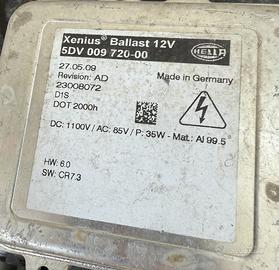 Xenius® Ballast 12V
5DV 009 720-00
HELLA
27.05.09
Revision: AD
Made in Germany
23008072
D1S
DOT 2000h
DC: 1100V / AC: 85V / P: 35W - Mat.: Al 99.5
HW: 6.0
SW: CR7.3